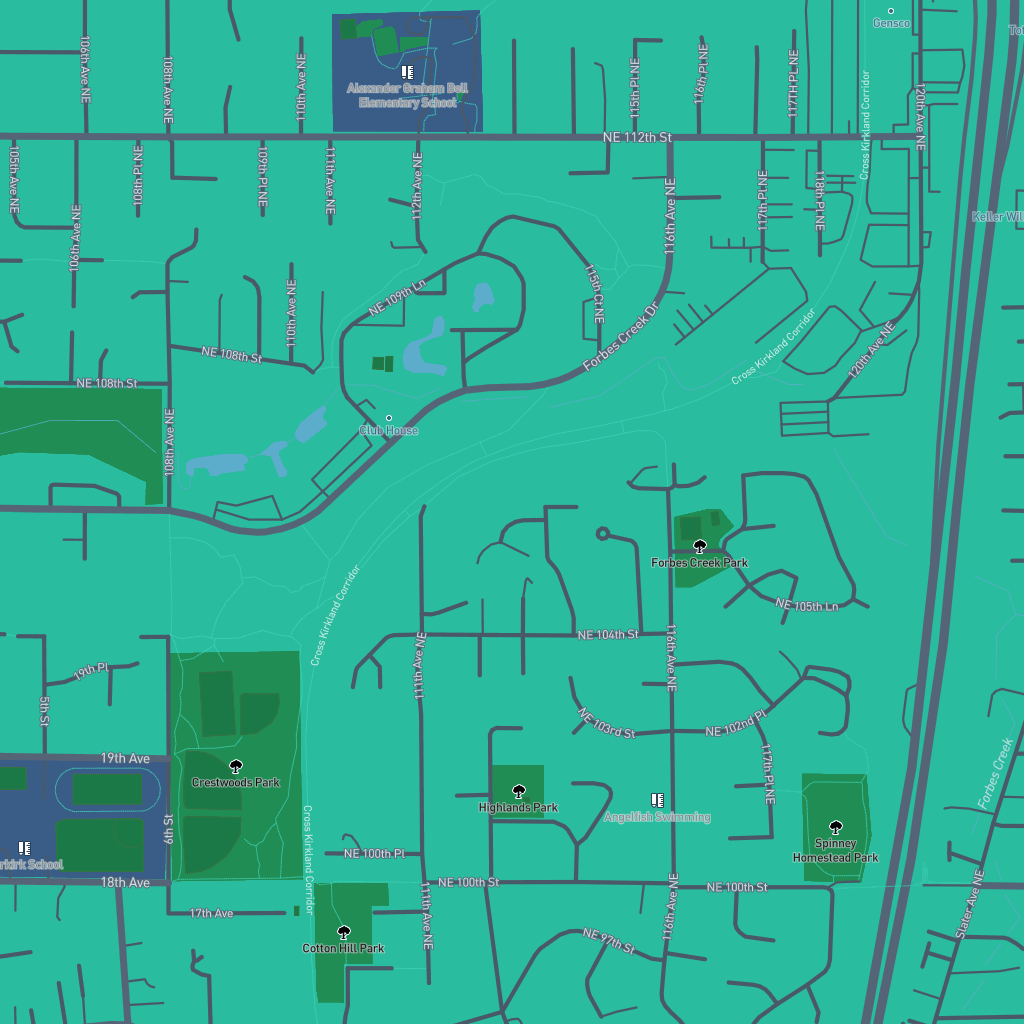 Gensco
106th Ave NE
108th Ave NE
110th Ave NE
Alexander Graham Bell
Elementary School
115th Pl NE
116th Pl NE
117TH PL NE
Cross Kirkland Corridor
120th Ave NE
NE 112th St
105th Ave NE
106th Ave NE
108th Pl NE
109th Pl NE
111th Ave NE
112th Ave NE
116th Ave NE
117th Pl NE
118th Pl NE
110th Ave NE
NE 109th Ln
115th Ct NE
Forbes Creek Dr
Cross Kirkland Corridor
120th Ave NE
NE 108th St
NE 108th St
108th Ave NE
Club House
Forbes Creek Park
NE 105th Ln
Cross Kirkland Corridor
NE 104th St
111th Ave NE
116th Ave NE
19th Pl
5th St
NE 103rd St
NE 102nd Pl
117th Pl NE
19th Ave
Crestwoods Park
Highlands Park
Angelfish Swimming
Forbes Creek
6th St
Cross Kirkland Corridor
NE 100th Pl
Spinney
Homestead Park
18th Ave
NE 100th St
NE 100th St
17th Ave
111th Ave NE
116th Ave NE
Slater Ave NE
Cotton Hill Park
NE 97th St